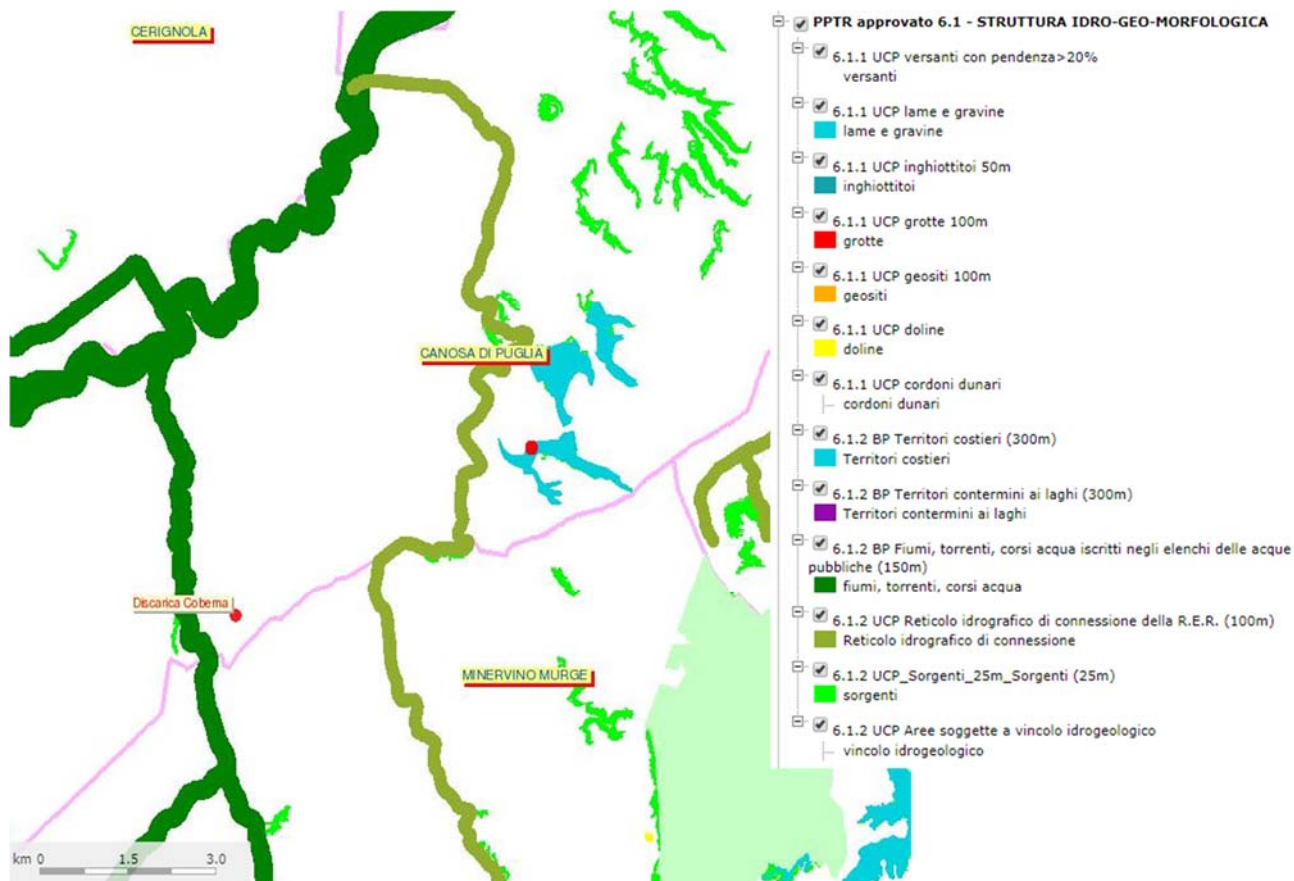 CERIGNOLA
CANOSA DI PUGLIA
Discarica Cobema
MINERVINO MURGE
km 0 1.5 3.0
PPTR approvato 6.1 - STRUTTURA IDRO-GEO-MORFOLOGICA
6.1.1 UCP versanti con pendenza>20%
versanti
6.1.1 UCP lame e gravine
lame e gravine
6.1.1 UCP inghiottitoi 50m
inghiottitoi
6.1.1 UCP grotte 100m
grotte
6.1.1 UCP geositi 100m
geositi
6.1.1 UCP doline
doline
6.1.1 UCP cordoni dunari
cordoni dunari
6.1.2 BP Territori costieri (300m)
Territori costieri
6.1.2 BP Territori contermini ai laghi (300m)
Territori contermini ai laghi
6.1.2 BP Fiumi, torrenti, corsi acqua iscritti negli elenchi delle acque
pubbliche (150m)
fiumi, torrenti, corsi acqua
6.1.2 UCP Reticolo idrografico di connessione della R.E.R. (100m)
Reticolo idrografico di connessione
6.1.2 UCP_Sorgenti_25m_Sorgenti (25m)
sorgenti
6.1.2 UCP Aree soggette a vincolo idrogeologico
vincolo idrogeologico